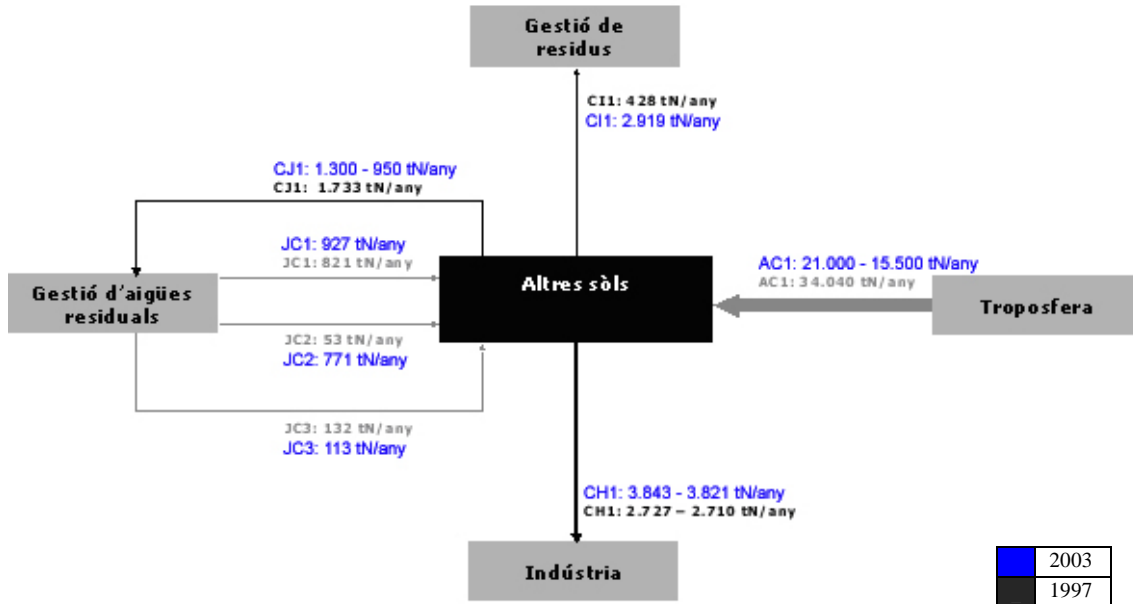 Gestió de
residus
CI1: 428 tN/any
CI1: 2.919 tN/any
CJ1: 1.300 - 950 tN/any
CJ1: 1.733 tN/any
JC1: 927 tN/any
JC1: 821 tN/any
Gestió d'aigües
residuals
Altres sòls
AC1: 21.000 - 15.500 tN/any
AC1: 34.040 tN/any
Troposfera
JC2: 53 tN/any
JC2: 771 tN/any
JC3: 132 tN/any
JC3: 113 tN/any
CH1: 3.843 - 3.821 tN/any
CH1: 2.727 – 2.710 tN/any
Indústria
2003
1997